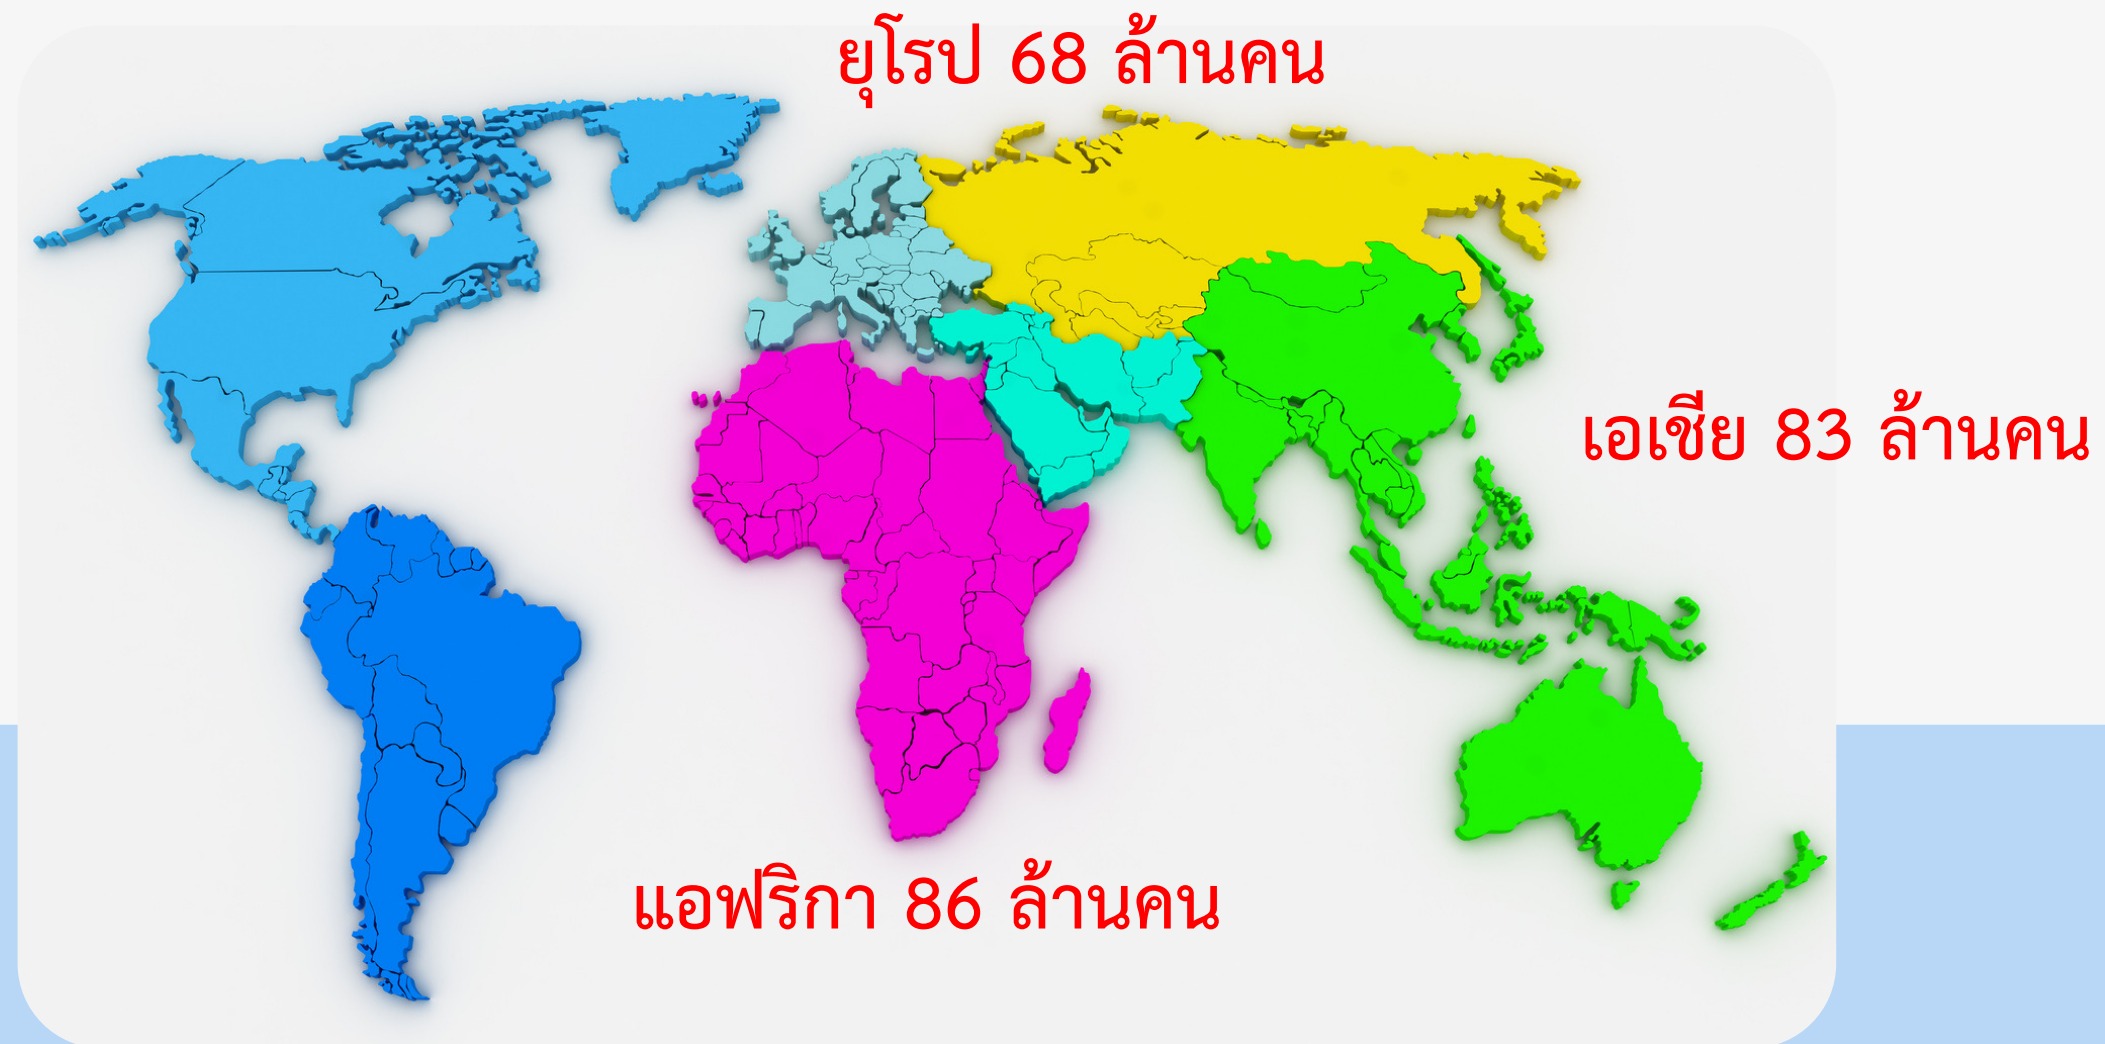 ยุโรป 68 ล้านคน
เอเชีย 83 ล้านคน
แอฟริกา 86 ล้านคน